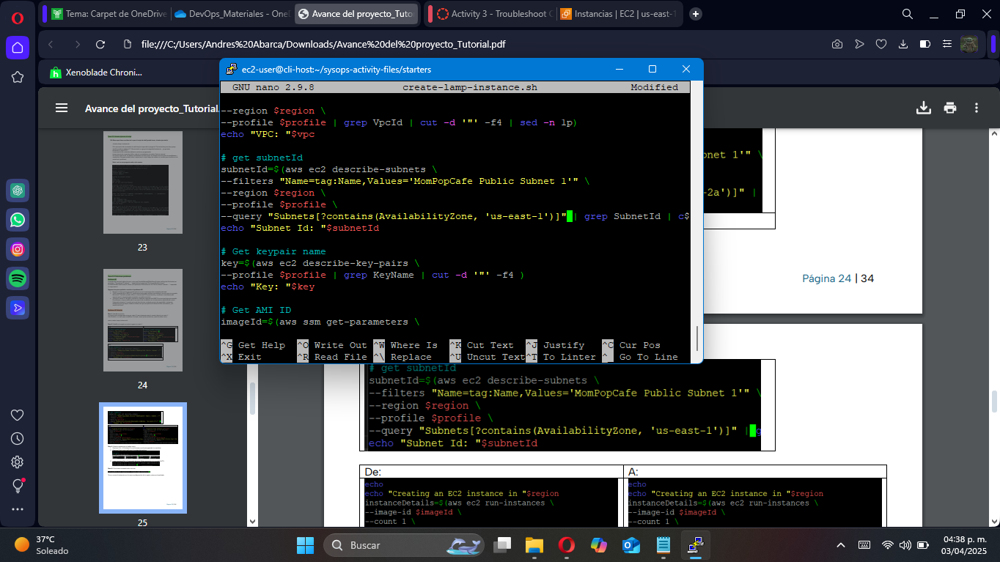 Tema: Carpet de OneDrive
DevOps_Materiales - One
Avance del proyecto_Tuto
Activity 3 - Troubleshoot C
Instancias | EC2 | us-east-1
file:///C:/Users/Andres%20Abarca/Downloads/Avance%20del%20proyecto_Tutorial.pdf
Xenoblade Chroni...
Avance del proyecto_Tutorial
ec2-user@cli-host:~/sysops-activity-files/starters
GNU nano 2.9.8 create-lamp-instance.sh Modified
--region $region \
--profile $profile | grep VpcId | cut -d '"' -f4 | sed -n lp)
echo "VPC: "$vpc
# get subnetId
subnetId=$(aws ec2 describe-subnets \
--filters "Name=tag:Name,Values='MomPopCafe Public Subnet 1'" \
--region $region \
--profile $profile \
--query "Subnets[?contains(AvailabilityZone, 'us-east-1')]" | grep SubnetId | c$
echo "Subnet Id: "$subnetId
# Get keypair name
key=$(aws ec2 describe-key-pairs \
--profile $profile | grep KeyName | cut -d '"' -f4 )
echo "Key: "$key
# Get AMI ID
imageId=$(aws ssm get-parameters \
^G Get Help ^O Write Out ^W Where Is ^K Cut Text ^J Justify ^C Cur Pos
^X Exit ^R Read File ^\ Replace ^U Uncut Text ^T To Linter ^_ Go To Line
bnet 1'" \
-2a')]" |
Página 24 | 34
23
24
25
# get subnetId
subnetId=$(aws ec2 describe-subnets \
--filters "Name=tag:Name,Values='MomPopCafe Public Subnet 1'" \
--region $region \
--profile $profile \
--query "Subnets[?contains(AvailabilityZone, 'us-east-1')]" | g
echo "Subnet Id: "$subnetId
De:
echo
echo "Creating an EC2 instance in "$region
instanceDetails=$(aws ec2 run-instances \
--image-id $imageId \
--count 1 \
A:
echo
echo "Creating an EC2 instance in "$region
instanceDetails=$(aws ec2 run-instances \
--image-id $imageId \
--count 1 \
37°C
Soleado
Buscar
04:38 p. m.
03/04/2025